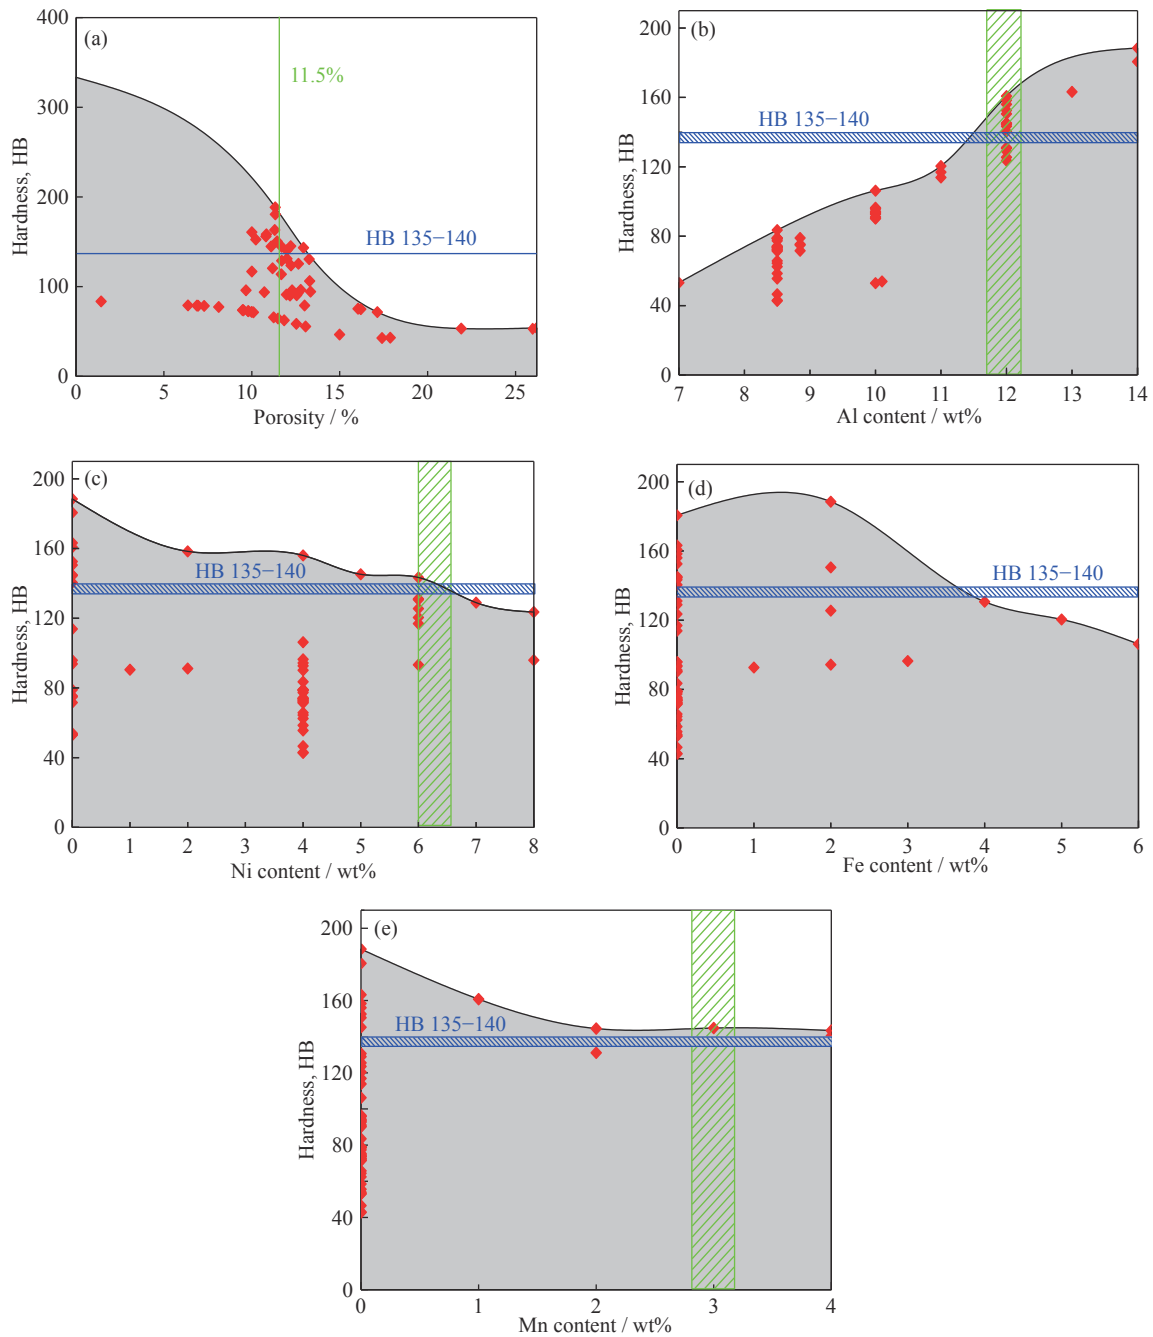 (a)
400
300
200
100
0
Hardness, HB
11.5%
HB 135−140
0 5 10 15 20 25
Porosity / %
(b)
200
160
120
80
40
0
Hardness, HB
HB 135−140
7 8 9 10 11 12 13 14
Al content / wt%
(c)
200
160
120
80
40
0
Hardness, HB
HB 135−140
0 1 2 3 4 5 6 7 8
Ni content / wt%
(d)
200
160
120
80
40
0
Hardness, HB
HB 135−140
0 1 2 3 4 5 6
Fe content / wt%
(e)
200
160
120
80
40
0
Hardness, HB
HB 135−140
0 1 2 3 4
Mn content / wt%